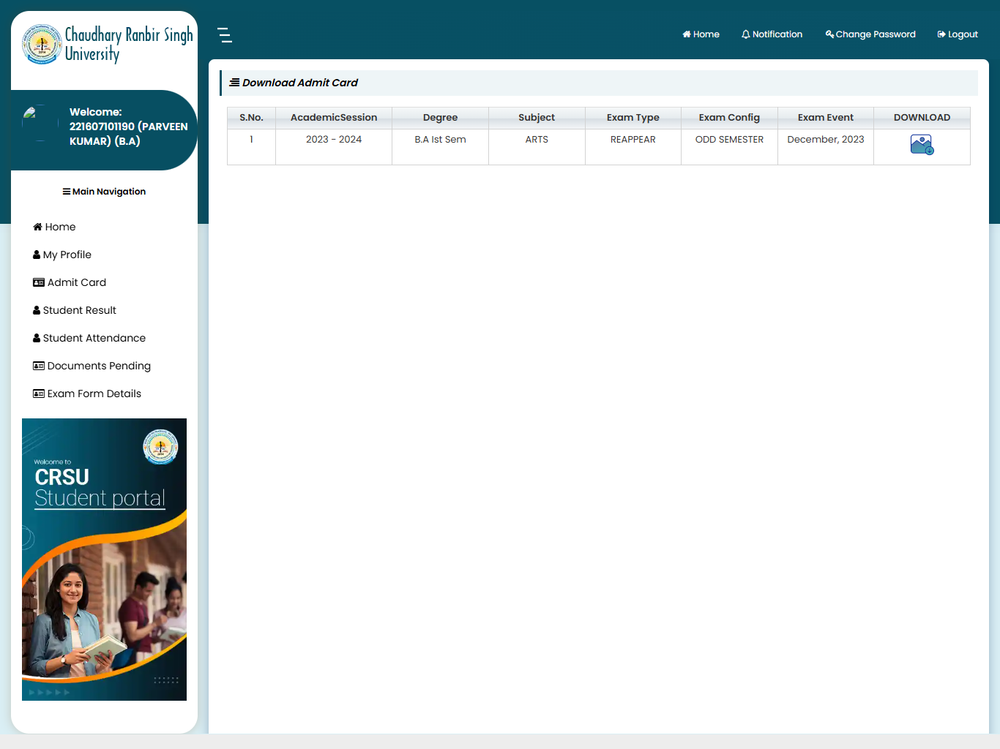 Chaudhary Ranbir Singh
University
Home
Notification
Change Password
Logout
Welcome:
221607101190 (PARVEEN
KUMAR) (B.A)
Main Navigation
Home
My Profile
Admit Card
Student Result
Student Attendance
Documents Pending
Exam Form Details
Welcome to
CRSU
Student portal
Download Admit Card
S.No. AcademicSession Degree Subject Exam Type Exam Config Exam Event DOWNLOAD
1 2023 - 2024 B.A Ist Sem ARTS REAPPEAR ODD SEMESTER December, 2023